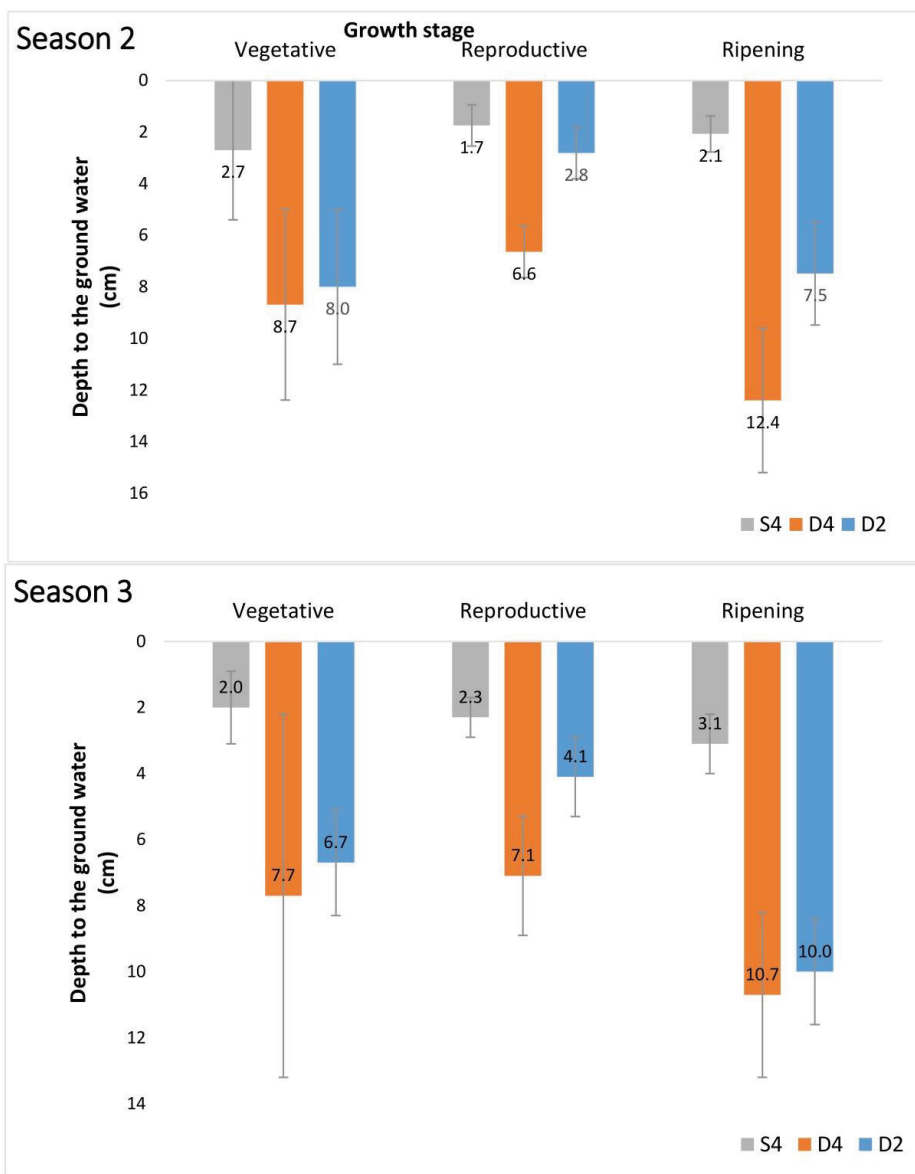 Season 2
Growth stage
Vegetative Reproductive Ripening
Depth to the ground water
(cm)
0
2
4
6
8
10
12
14
16
2.7 8.7 8.0
1.7 6.6 2.8
2.1 12.4 7.5
S4 D4 D2
Season 3
Vegetative Reproductive Ripening
Depth to the ground water
(cm)
0
2
4
6
8
10
12
14
2.0 7.7 6.7
2.3 7.1 4.1
3.1 10.7 10.0
S4 D4 D2